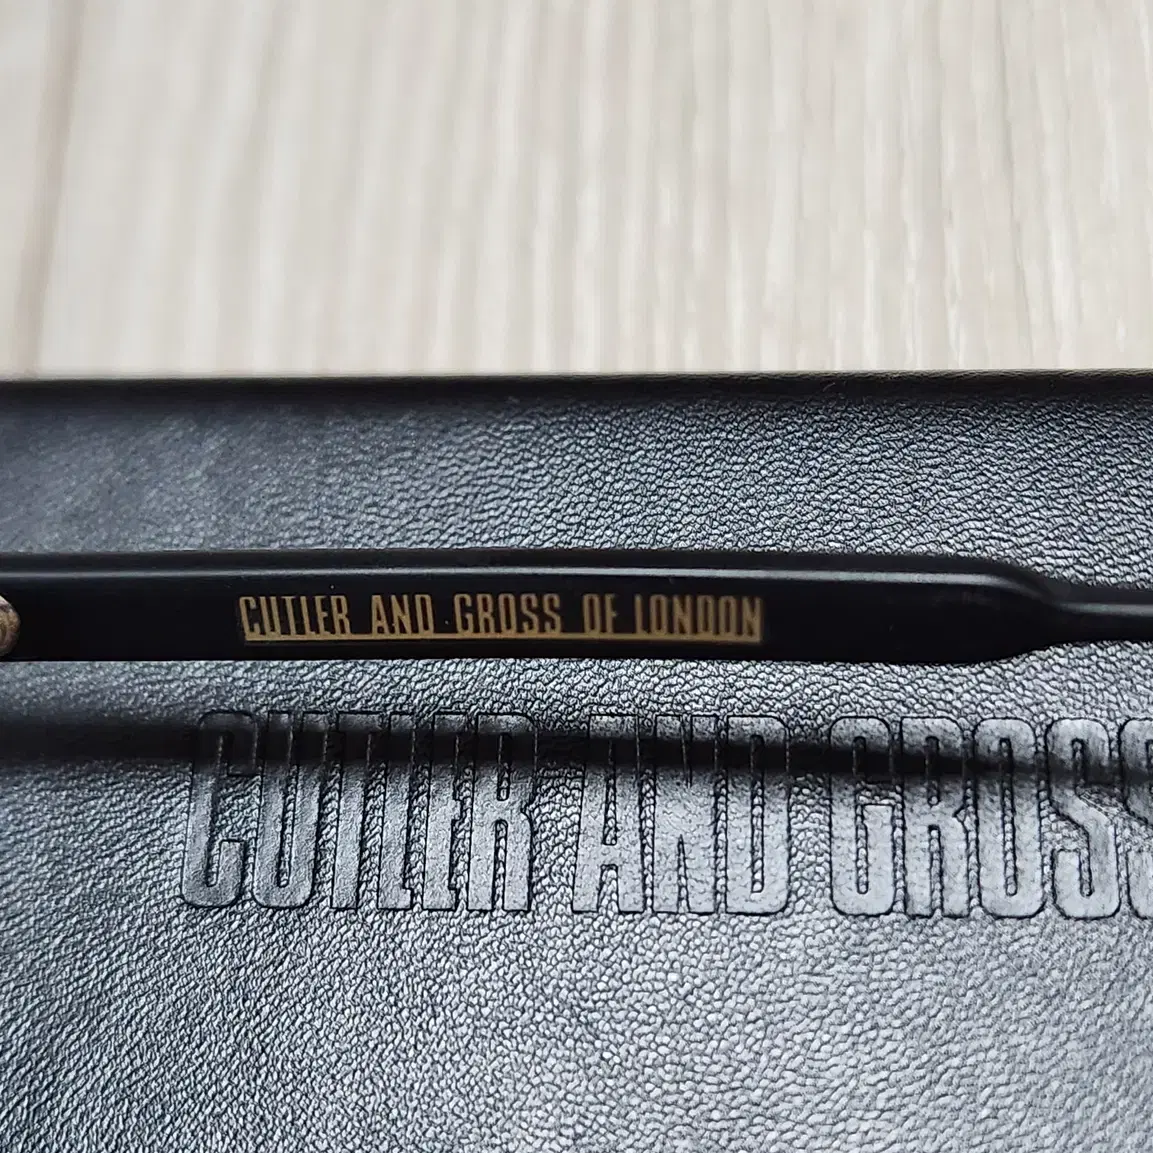 CUTLER AND GROSS OF LONDON
CUTLER AND GROSS